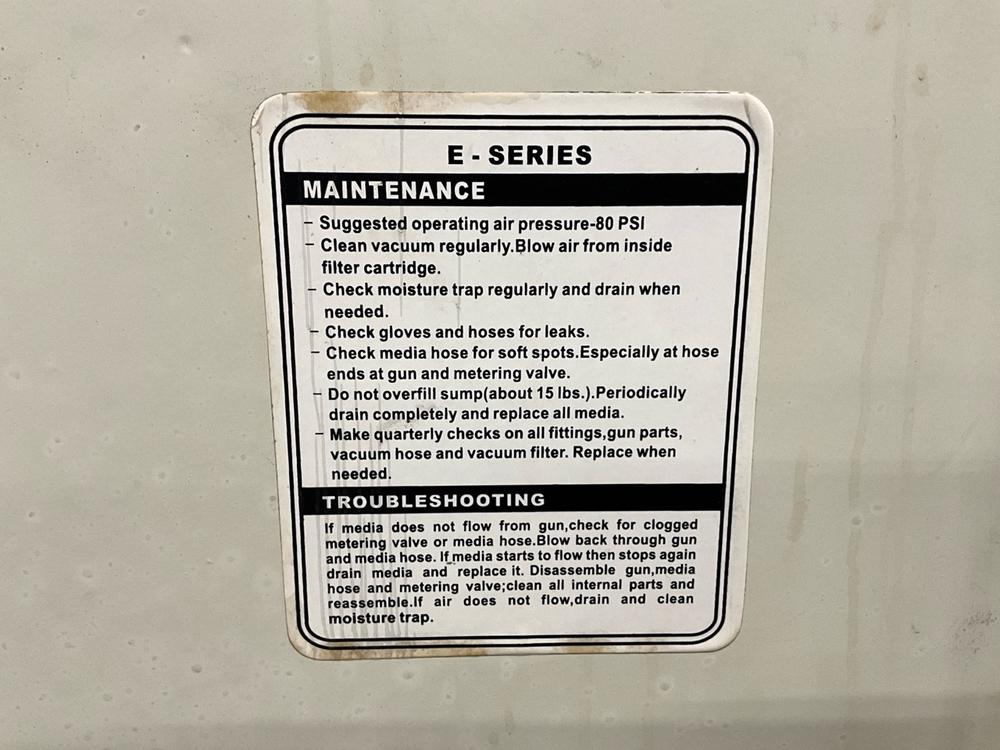 E - SERIES
MAINTENANCE
- Suggested operating air pressure-80 PSI
- Clean vacuum regularly.Blow air from inside
filter cartridge.
- Check moisture trap regularly and drain when
needed.
- Check gloves and hoses for leaks.
- Check media hose for soft spots.Especially at hose
ends at gun and metering valve.
- Do not overfill sump(about 15 lbs.).Periodically
drain completely and replace all media.
- Make quarterly checks on all fittings,gun parts,
vacuum hose and vacuum filter. Replace when
needed.
TROUBLESHOOTING
If media does not flow from gun,check for clogged
metering valve or media hose.Blow back through gun
and media hose. If media starts to flow then stops again
drain media and replace it. Disassemble gun,media
hose and metering valve;clean all internal parts and
reassemble.If air does not flow,drain and clean
moisture trap.